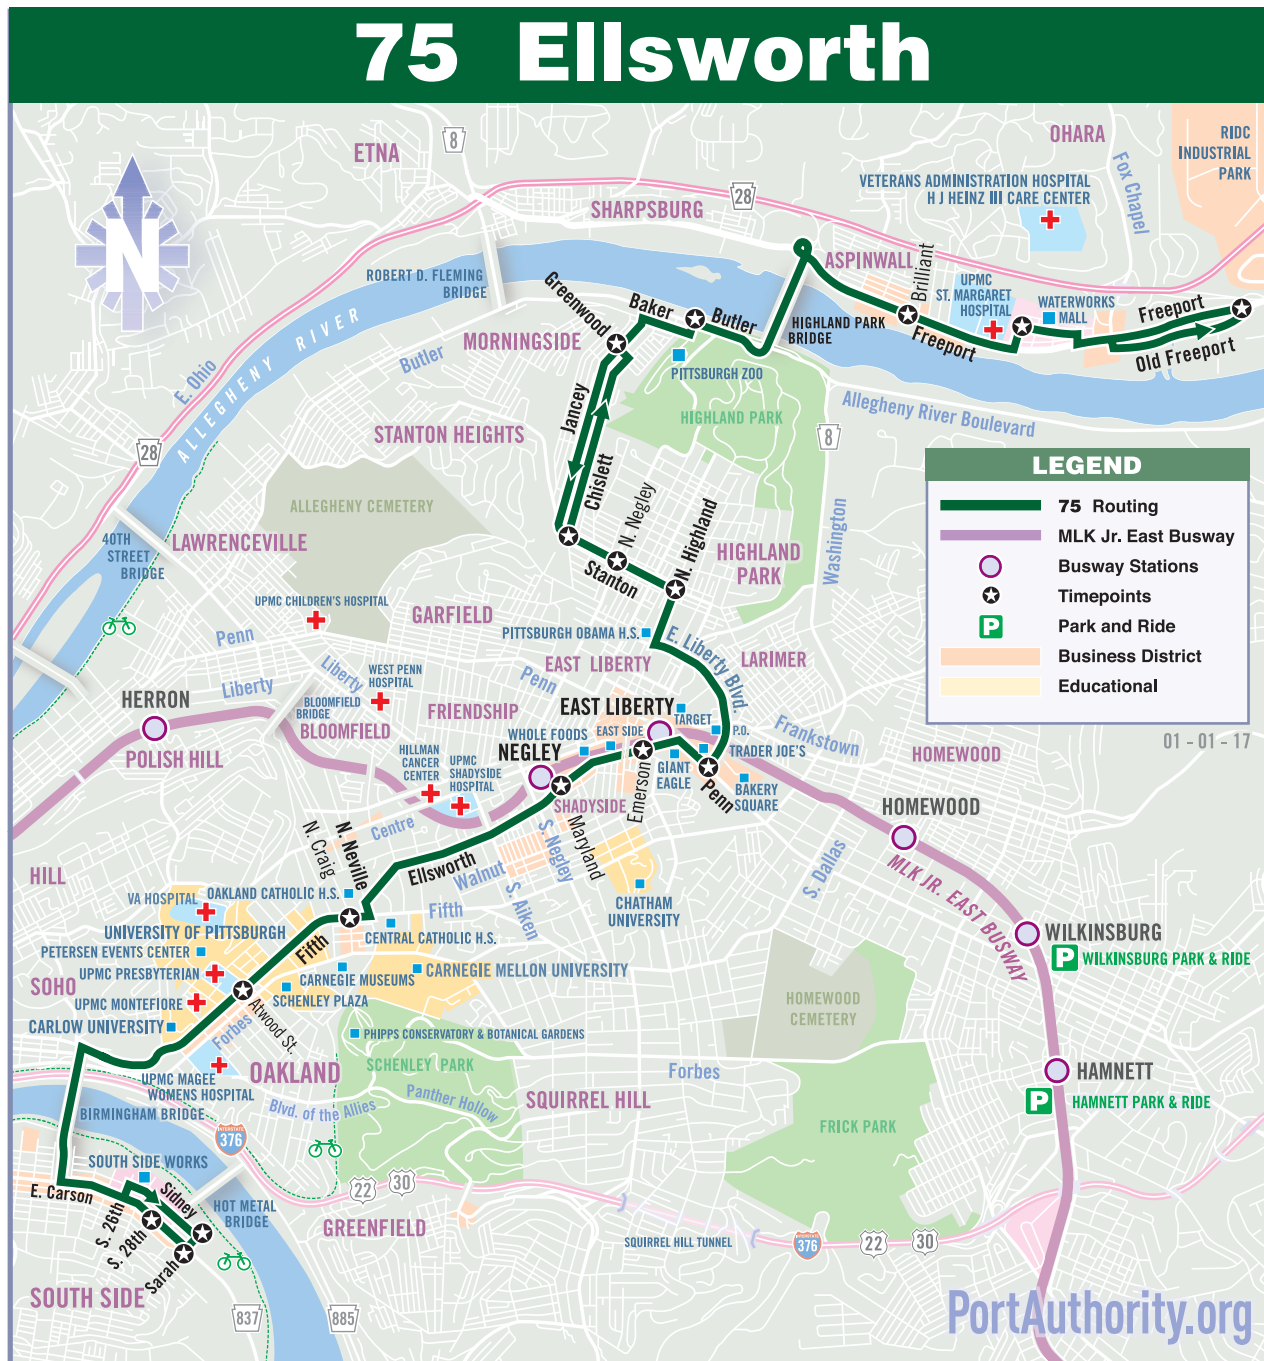 75 Ellsworth
ETNA
8
OHARA
RIDC
INDUSTRIAL
PARK
Fox Chapel
VETERANS ADMINISTRATION HOSPITAL
H J HEINZ III CARE CENTER
28
SHARPSBURG
N
ROBERT D. FLEMING
BRIDGE
ASPINWALL
Brilliant
UPMC
ST. MARGARET
HOSPITAL
WATERWORKS
MALL
Freeport
Old Freeport
Freeport
Greenwood
Baker
Butler
HIGHLAND PARK
BRIDGE
MORNINGSIDE
Butler
PITTSBURGH ZOO
E. Ohio
ALLEGHENY RIVER
HIGHLAND PARK
Allegheny River Boulevard
8
Jancey
Chislett
STANTON HEIGHTS
28
ALLEGHENY CEMETERY
LAWRENCEVILLE
40TH
STREET
BRIDGE
N. Negley
N. Highland
HIGHLAND
PARK
Washington
Stanton
LEGEND
75 Routing
MLK Jr. East Busway
Busway Stations
Timepoints
P
Park and Ride
Business District
Educational
01 - 01 - 17
UPMC CHILDREN'S HOSPITAL
GARFIELD
Penn
PITTSBURGH OBAMA H.S.
E. Liberty Blvd.
LARIMER
EAST LIBERTY
Liberty
Liberty
WEST PENN
HOSPITAL
Penn
HERRON
BLOOMFIELD
BRIDGE
BLOOMFIELD
FRIENDSHIP
EAST LIBERTY
TARGET
P.O.
Frankstown
POLISH HILL
WHOLE FOODS
EAST SIDE
NEGLEY
TRADER JOE'S
HOMEWOOD
HILLMAN
CANCER
CENTER
UPMC
SHADYSIDE
HOSPITAL
GIANT
EAGLE
BAKERY
SQUARE
Emerson
Penn
SHADYSIDE
HOMEWOOD
Centre
N. Craig
N. Neville
S. Negley
Maryland
Ellsworth
Walnut
S. Aiken
S. Dallas
MLK JR. EAST BUSWAY
HILL
VA HOSPITAL
OAKLAND CATHOLIC H.S.
CHATHAM
UNIVERSITY
Fifth
UNIVERSITY OF PITTSBURGH
CENTRAL CATHOLIC H.S.
Fifth
WILKINSBURG
P
WILKINSBURG PARK & RIDE
PETERSEN EVENTS CENTER
UPMC PRESBYTERIAN
CARNEGIE MELLON UNIVERSITY
CARNEGIE MUSEUMS
SCHENLEY PLAZA
SOHO
UPMC MONTEFIORE
HOMEWOOD
CEMETERY
CARLOW UNIVERSITY
Forbes
Atwood St.
PHIPPS CONSERVATORY & BOTANICAL GARDENS
SCHENLEY PARK
OAKLAND
UPMC MAGEE
WOMENS HOSPITAL
Forbes
HAMNETT
P
HAMNETT PARK & RIDE
BIRMINGHAM BRIDGE
Blvd. of the Allies
Panther Hollow
SQUIRREL HILL
FRICK PARK
INTERSTATE
376
SOUTH SIDE WORKS
22
30
E. Carson
Sidney
HOT METAL
BRIDGE
GREENFIELD
S. 26th
S. 28th
Sarah
SQUIRREL HILL TUNNEL
INTERSTATE
376
22
30
SOUTH SIDE
837
885
PortAuthority.org